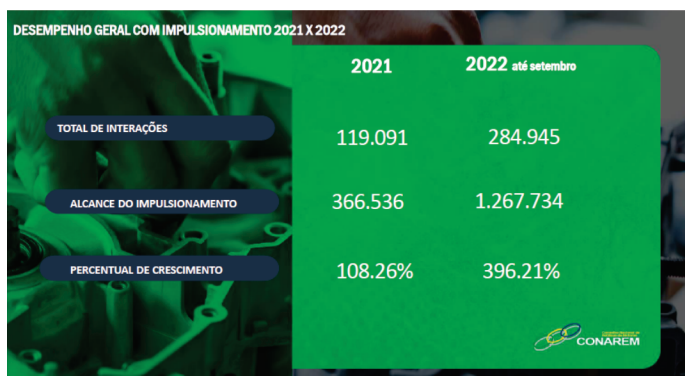 DESEMPENHO GERAL COM IMPULSIONAMENTO 2021 X 2022
2021 2022 até setembro
TOTAL DE INTERAÇÕES 119.091 284.945
ALCANCE DO IMPULSIONAMENTO 366.536 1.267.734
PERCENTUAL DE CRESCIMENTO 108.26% 396.21%
CONAREM